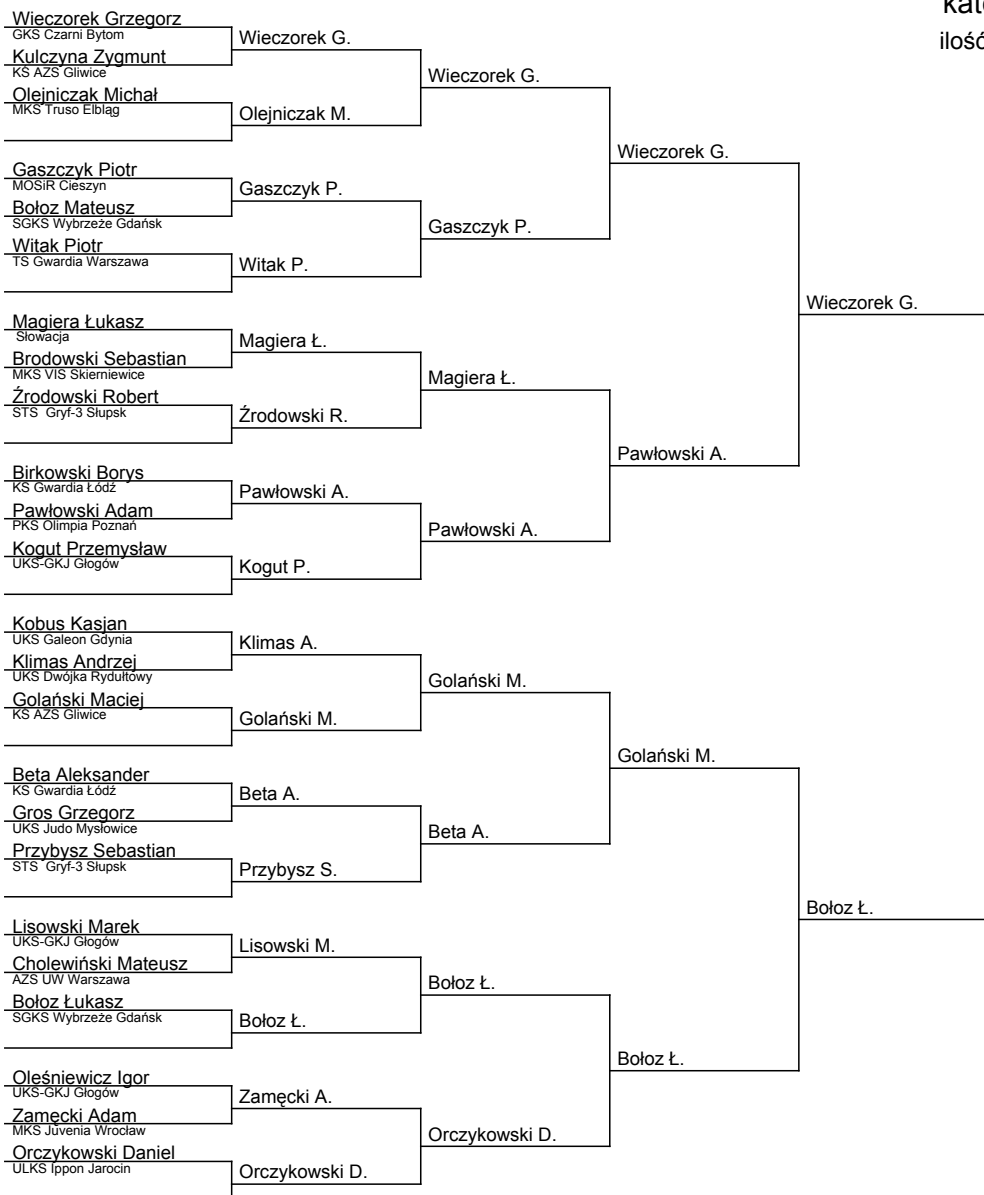 kat
ilość
Wieczorek Grzegorz
GKS Czarni Bytom
Kulczyna Zygmunt
KS AZS Gliwice
Olejniczak Michał
MKS Truso Elbląg
Gaszczyk Piotr
MOSiR Cieszyn
Bołoz Mateusz
SGKS Wybrzeże Gdańsk
Witak Piotr
TS Gwardia Warszawa
Magiera Łukasz
Słowacja
Brodowski Sebastian
MKS VIS Skierniewice
Źrodowski Robert
STS Gryf-3 Słupsk
Birkowski Borys
KS Gwardia Łódź
Pawłowski Adam
PKS Olimpia Poznań
Kogut Przemysław
UKS-GKJ Głogów
Kobus Kasjan
UKS Galeon Gdynia
Klimas Andrzej
UKS Dwójka Rydułtowy
Golański Maciej
KS AZS Gliwice
Beta Aleksander
KS Gwardia Łódź
Gros Grzegorz
UKS Judo Mysłowice
Przybysz Sebastian
STS Gryf-3 Słupsk
Lisowski Marek
UKS-GKJ Głogów
Cholewiński Mateusz
AZS UW Warszawa
Bołoz Łukasz
SGKS Wybrzeże Gdańsk
Oleśniewicz Igor
UKS-GKJ Głogów
Zamęcki Adam
MKS Juvenia Wrocław
Orczykowski Daniel
ULKS Ippon Jarocin
Wieczorek G.
Olejniczak M.
Gaszczyk P.
Witak P.
Magiera Ł.
Źrodowski R.
Pawłowski A.
Kogut P.
Klimas A.
Golański M.
Beta A.
Przybysz S.
Lisowski M.
Bołoz Ł.
Zamęcki A.
Orczykowski D.
Wieczorek G.
Gaszczyk P.
Magiera Ł.
Pawłowski A.
Golański M.
Beta A.
Bołoz Ł.
Orczykowski D.
Wieczorek G.
Pawłowski A.
Golański M.
Bołoz Ł.
Wieczorek G.
Bołoz Ł.